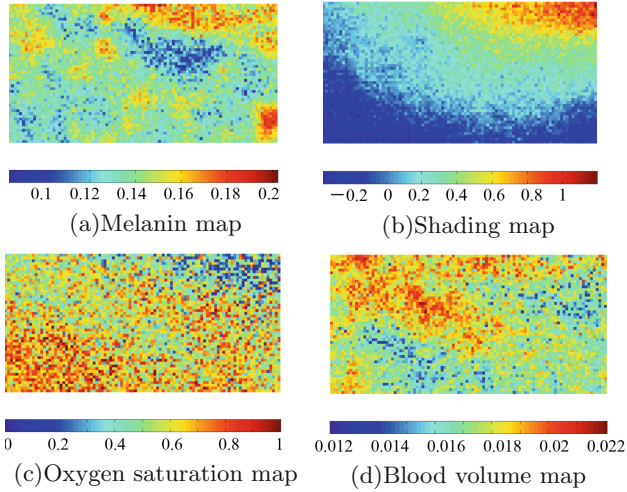 0.1 0.12 0.14 0.16 0.18 0.2
−0.2 0 0.2 0.4 0.6 0.8 1
(a)Melanin map
(b)Shading map
0 0.2 0.4 0.6 0.8 1
0.012 0.014 0.016 0.018 0.020 0.022
(c)Oxygen saturation map
(d)Blood volume map